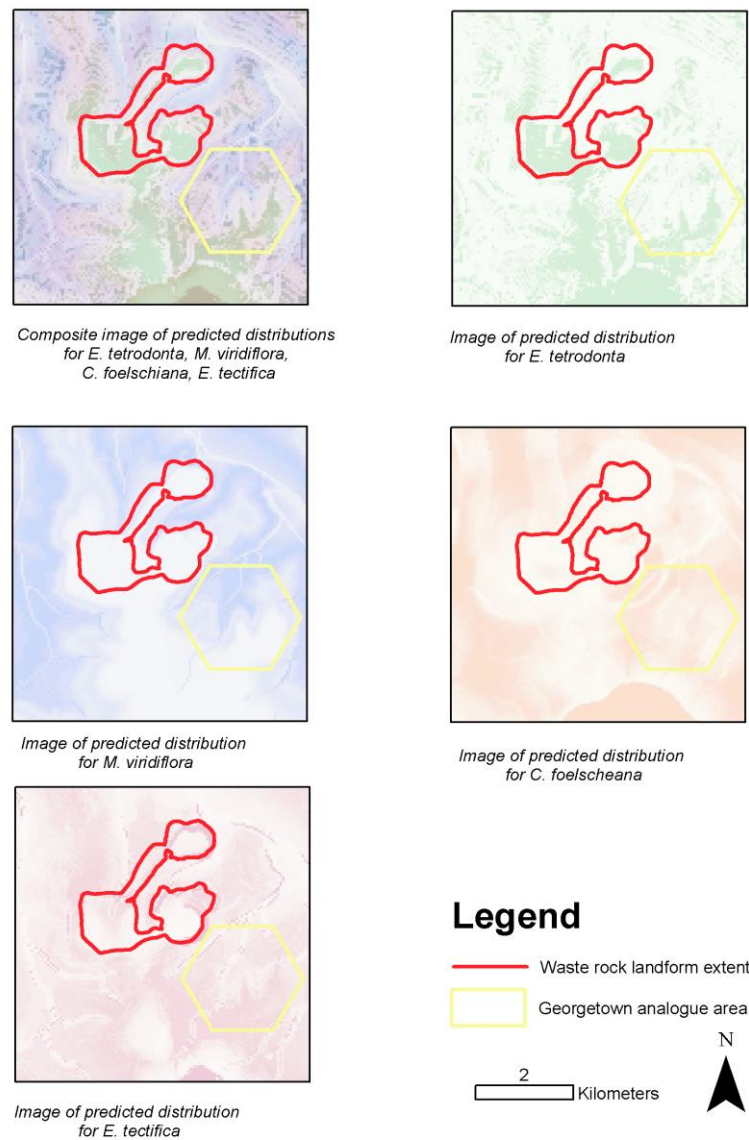 Composite image of predicted distributions
for E. tetrodonta, M. viridiflora,
C. foelschiana, E. tectifica
Image of predicted distribution
for E. tetrodonta
Image of predicted distribution
for M. viridiflora
Image of predicted distribution
for C. foelscheana
Image of predicted distribution
for E. tectifica
Legend
Waste rock landform extent
Georgetown analogue area
N
2
Kilometers